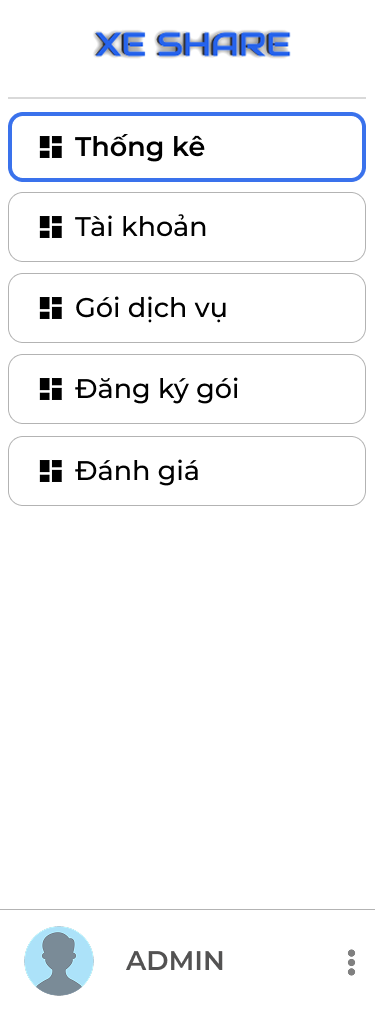 XE SHARE
Thống kê
Tài khoản
Gói dịch vụ
Đăng ký gói
Đánh giá
ADMIN